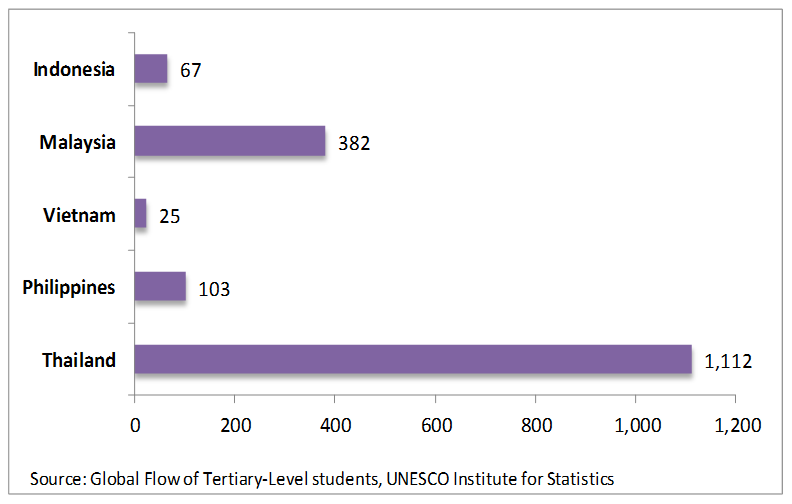 Indonesia 67
Malaysia 382
Vietnam 25
Philippines 103
Thailand 1,112
0 200 400 600 800 1,000 1,200
Source: Global Flow of Tertiary-Level students, UNESCO Institute for Statistics